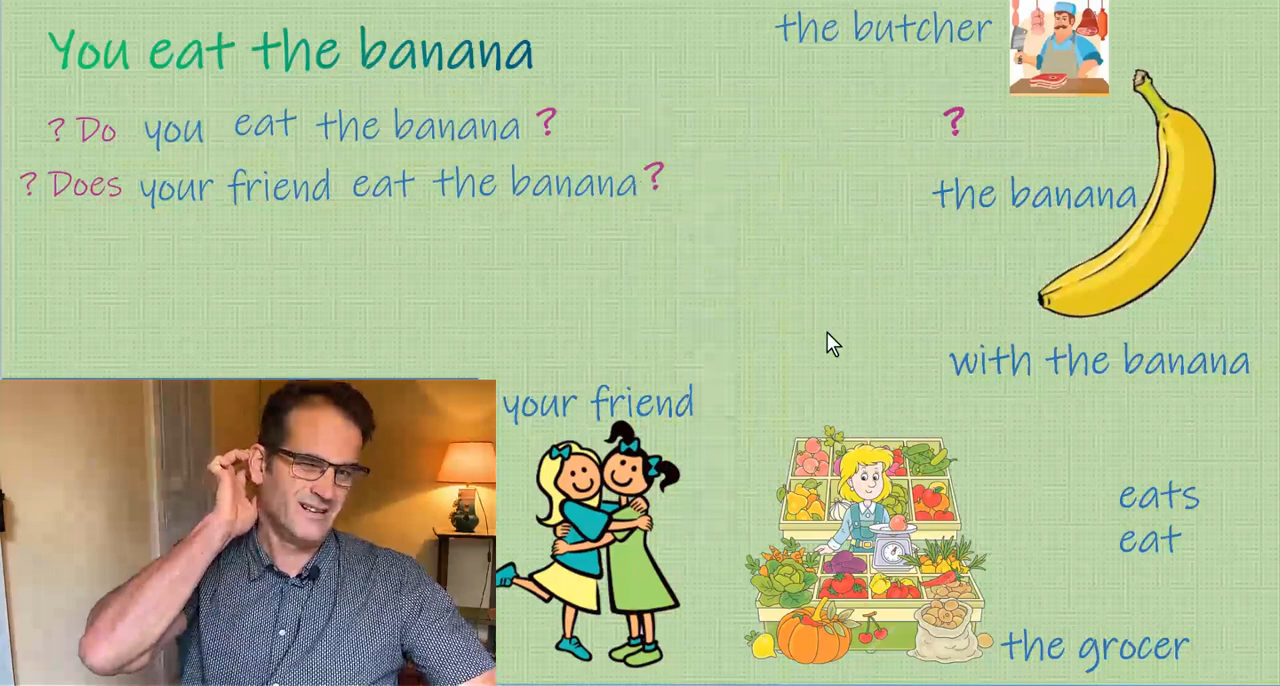 You eat the banana
? Do you eat the banana ?
? Does your friend eat the banana ?
the butcher
?
the banana
with the banana
your friend
eats
eat
the grocer